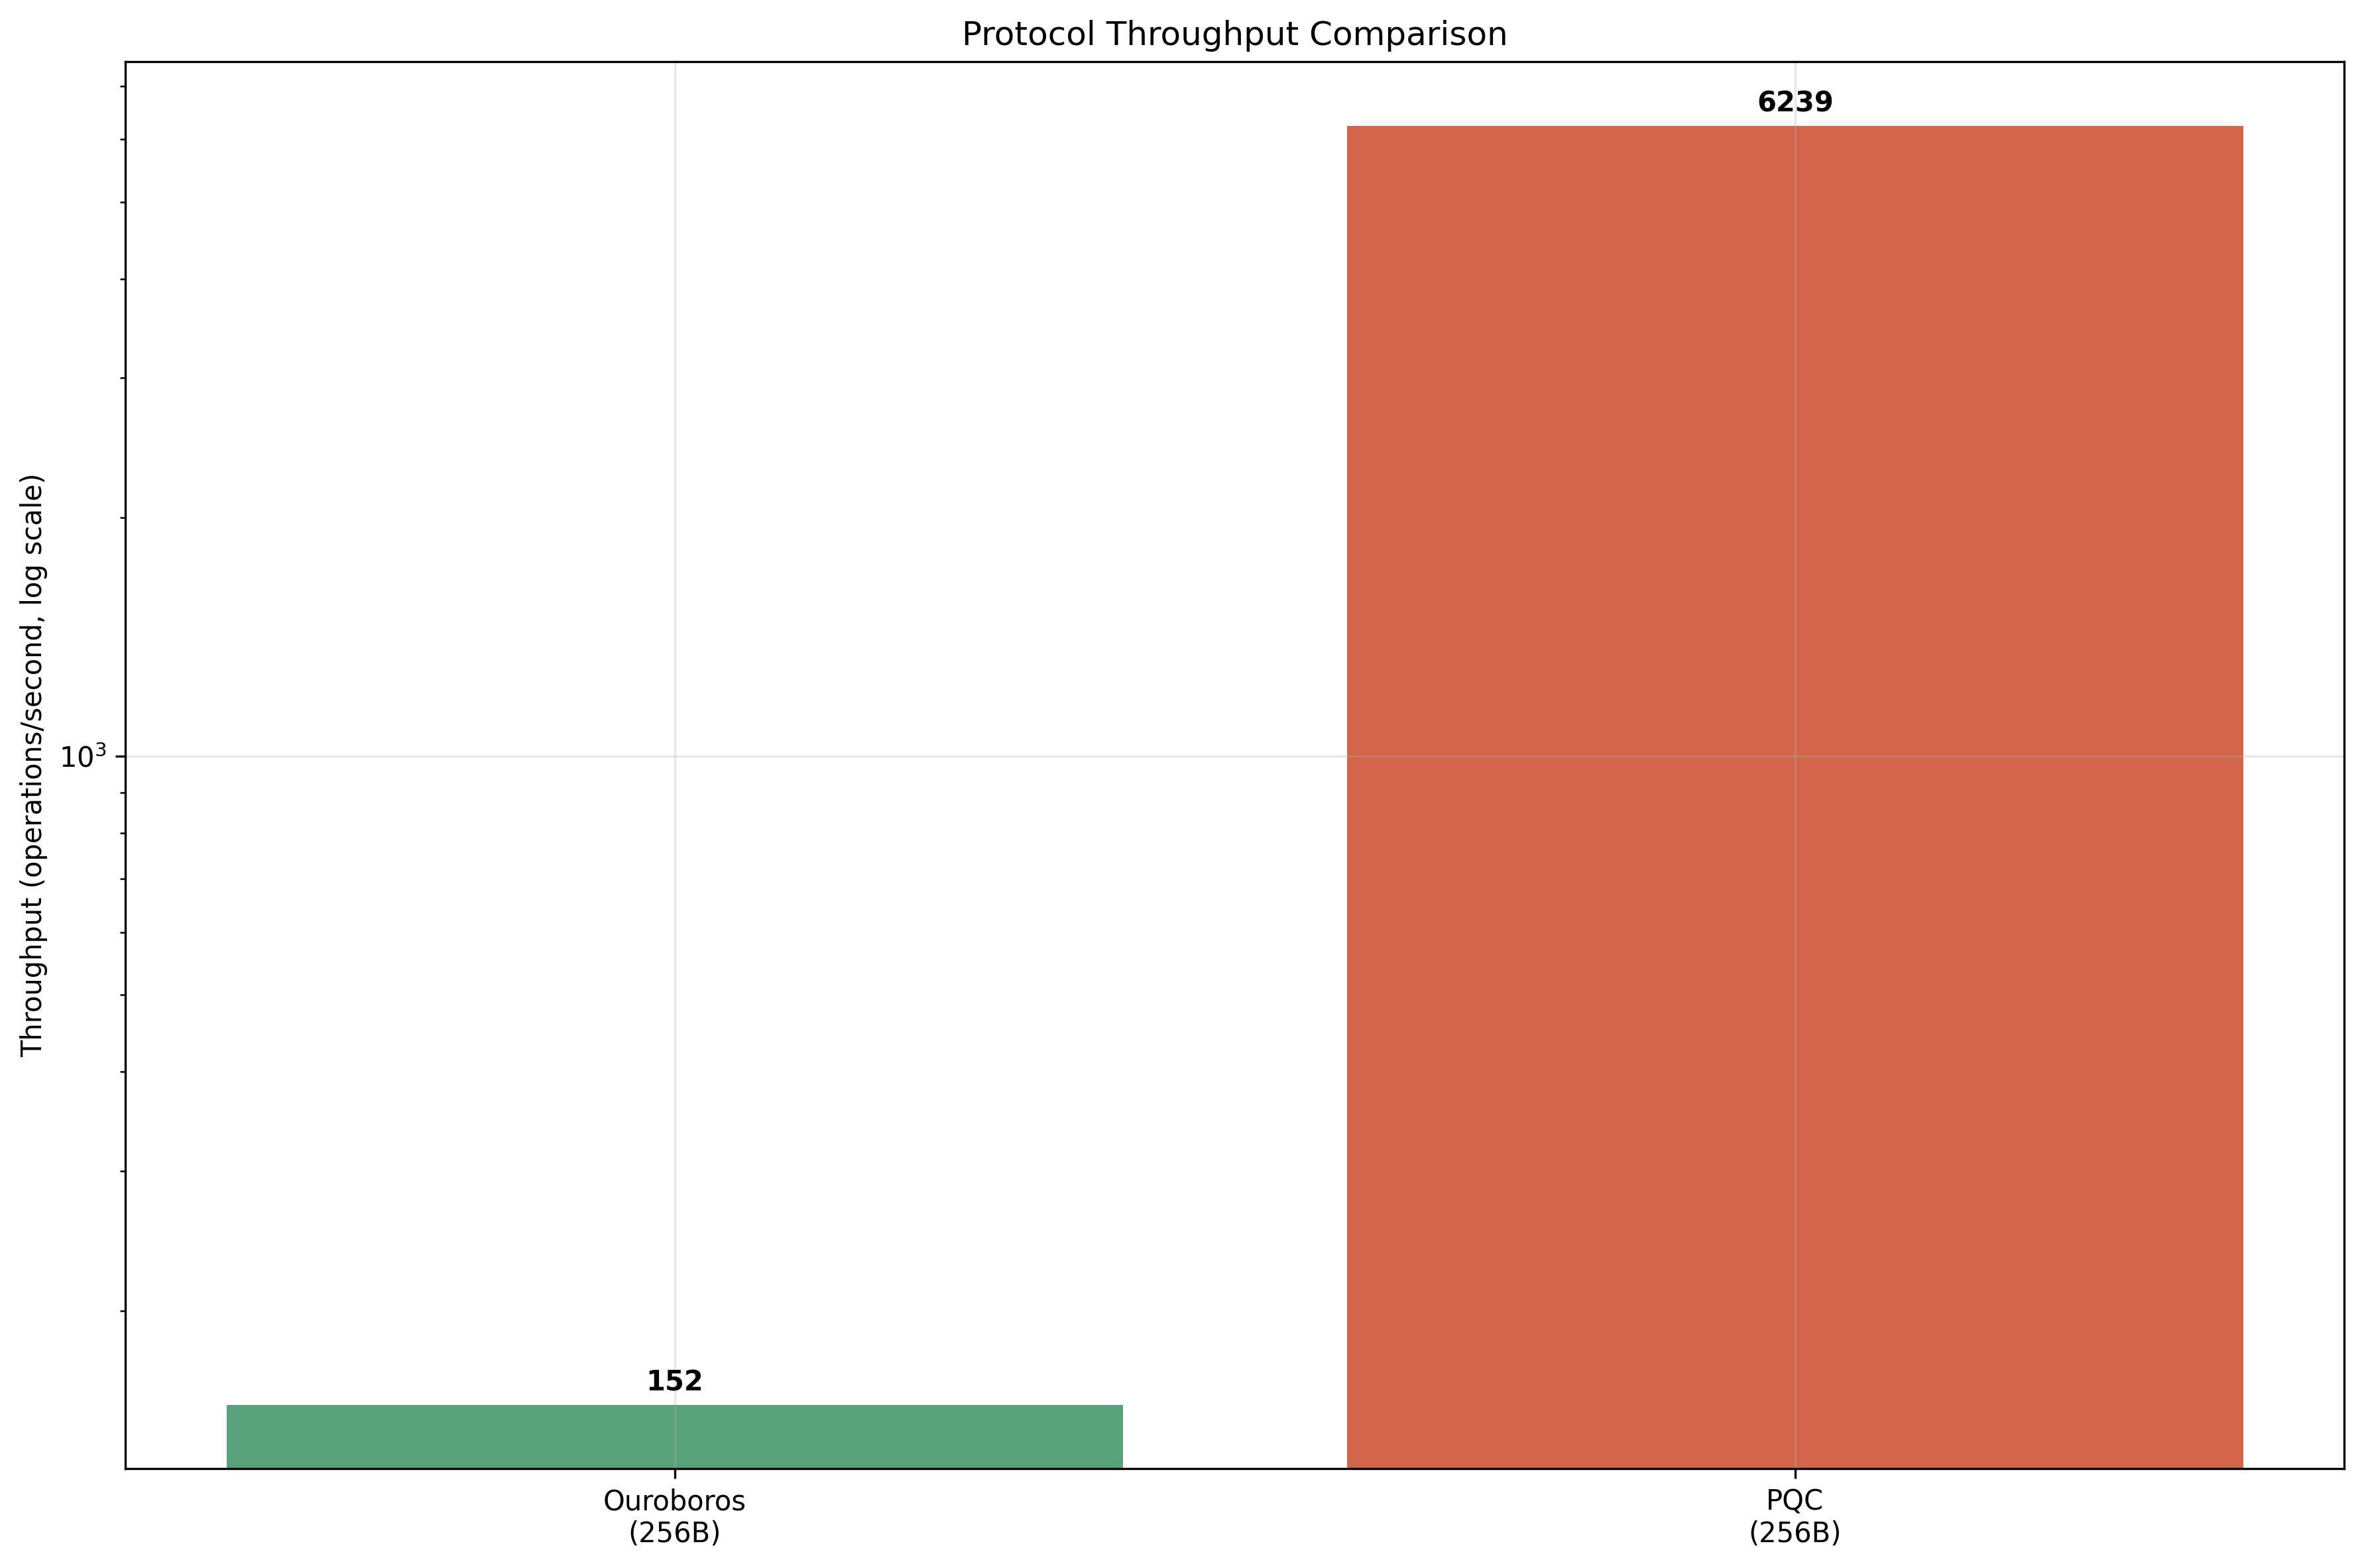 Protocol Throughput Comparison
Throughput (operations/second, log scale)
10³
152
6239
Ouroboros
(256B)
PQC
(256B)